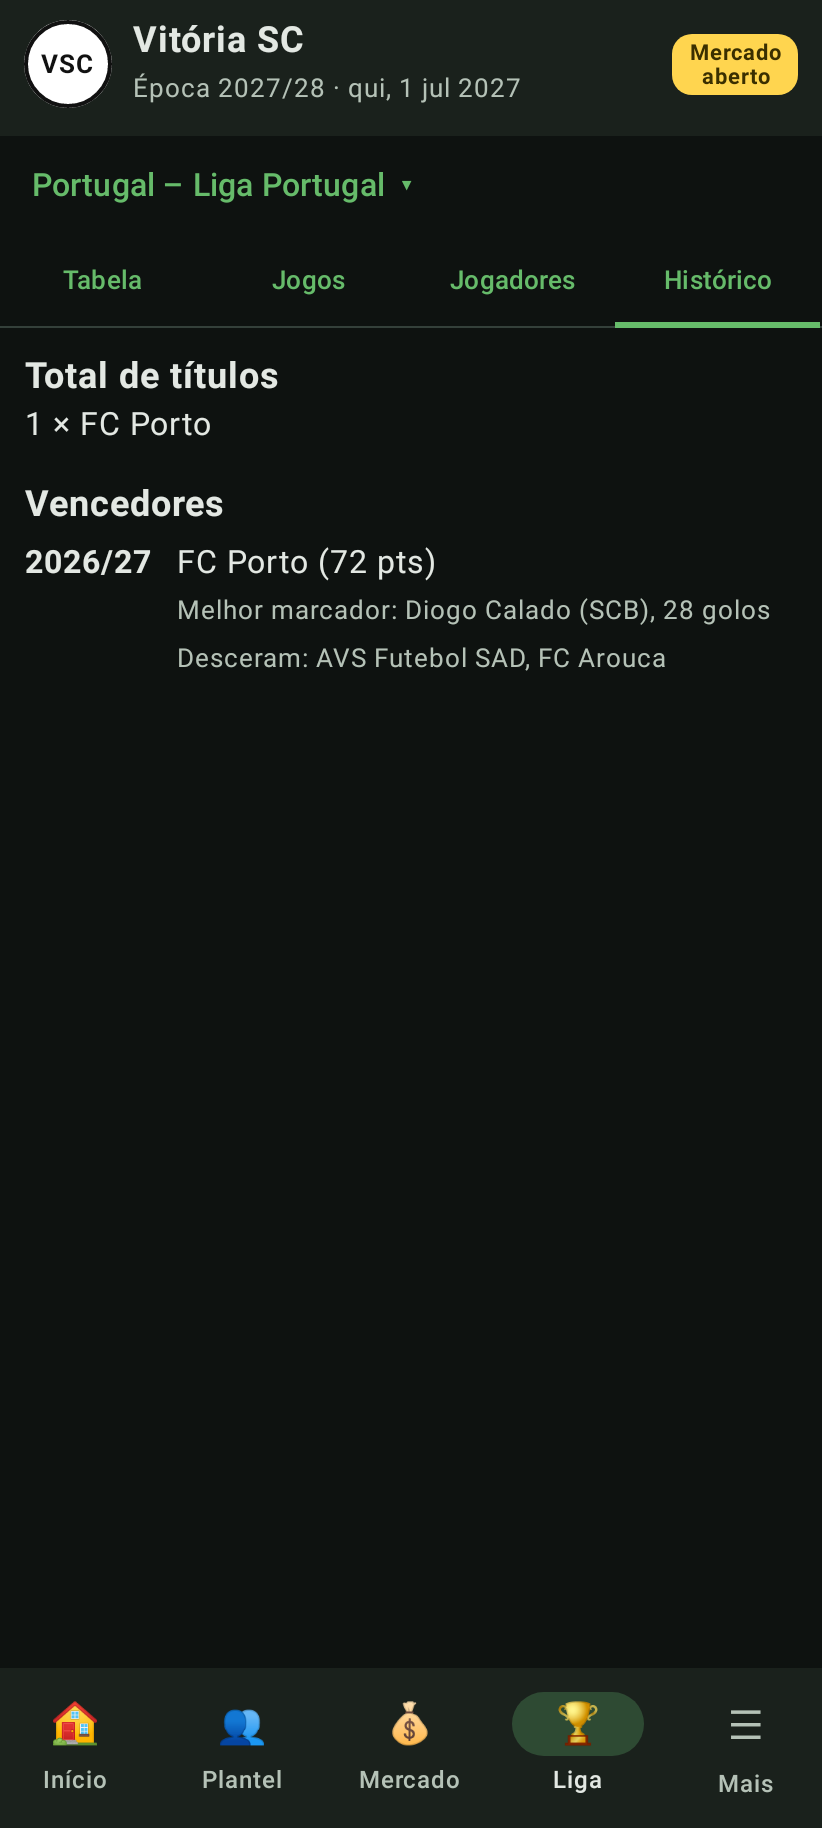 VSC
Vitória SC
Época 2027/28 · qui, 1 jul 2027
Mercado
aberto
Portugal – Liga Portugal ▾
Tabela
Jogos
Jogadores
Histórico
Total de títulos
1 × FC Porto
Vencedores
2026/27 FC Porto (72 pts)
Melhor marcador: Diogo Calado (SCB), 28 golos
Desceram: AVS Futebol SAD, FC Arouca
Início
Plantel
Mercado
Liga
Mais